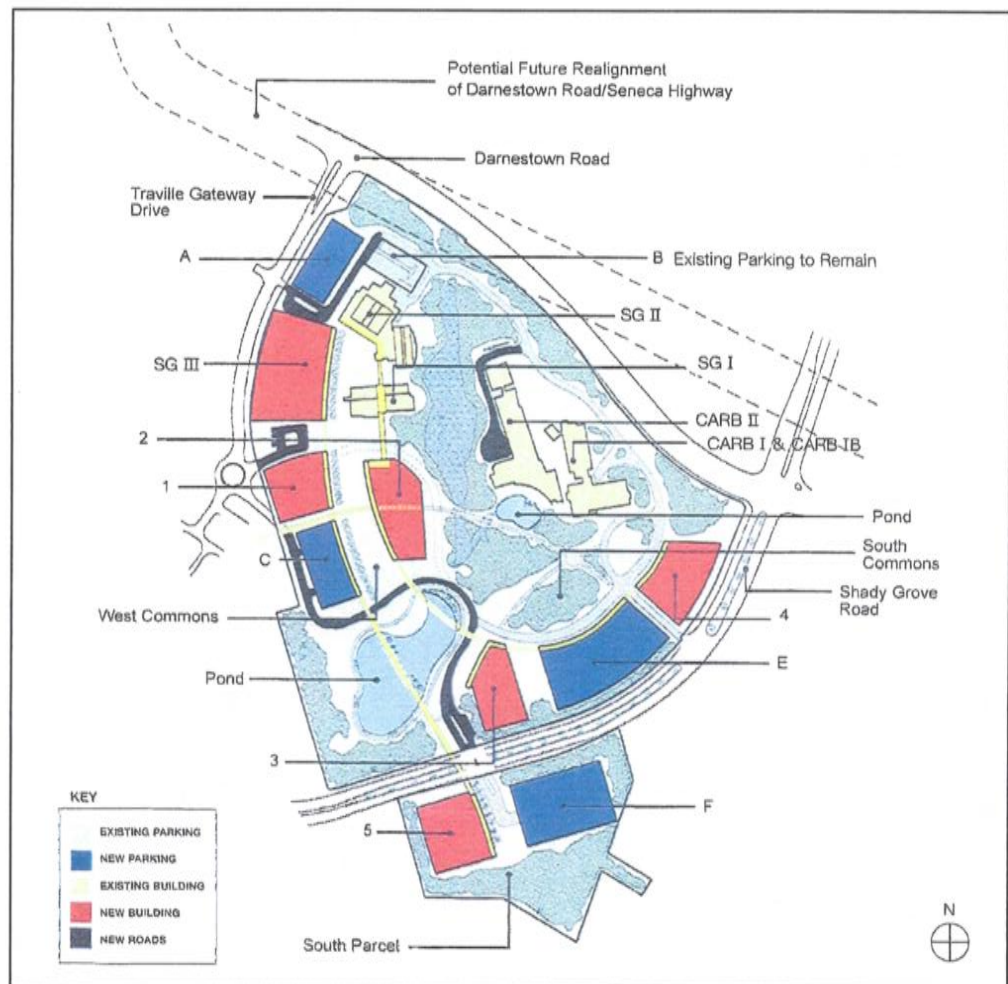 Potential Future Realignment
of Darnestown Road/Seneca Highway
Darnestown Road
Traville Gateway
Drive
A
B Existing Parking to Remain
SG II
SG III
SG I
2
CARB II
CARB I & CARB IB
1
Pond
South
Commons
C
Shady Grove
Road
West Commons
4
E
Pond
3
F
5
KEY
EXISTING PARKING
NEW PARKING
EXISTING BUILDING
NEW BUILDING
NEW ROADS
South Parcel
N